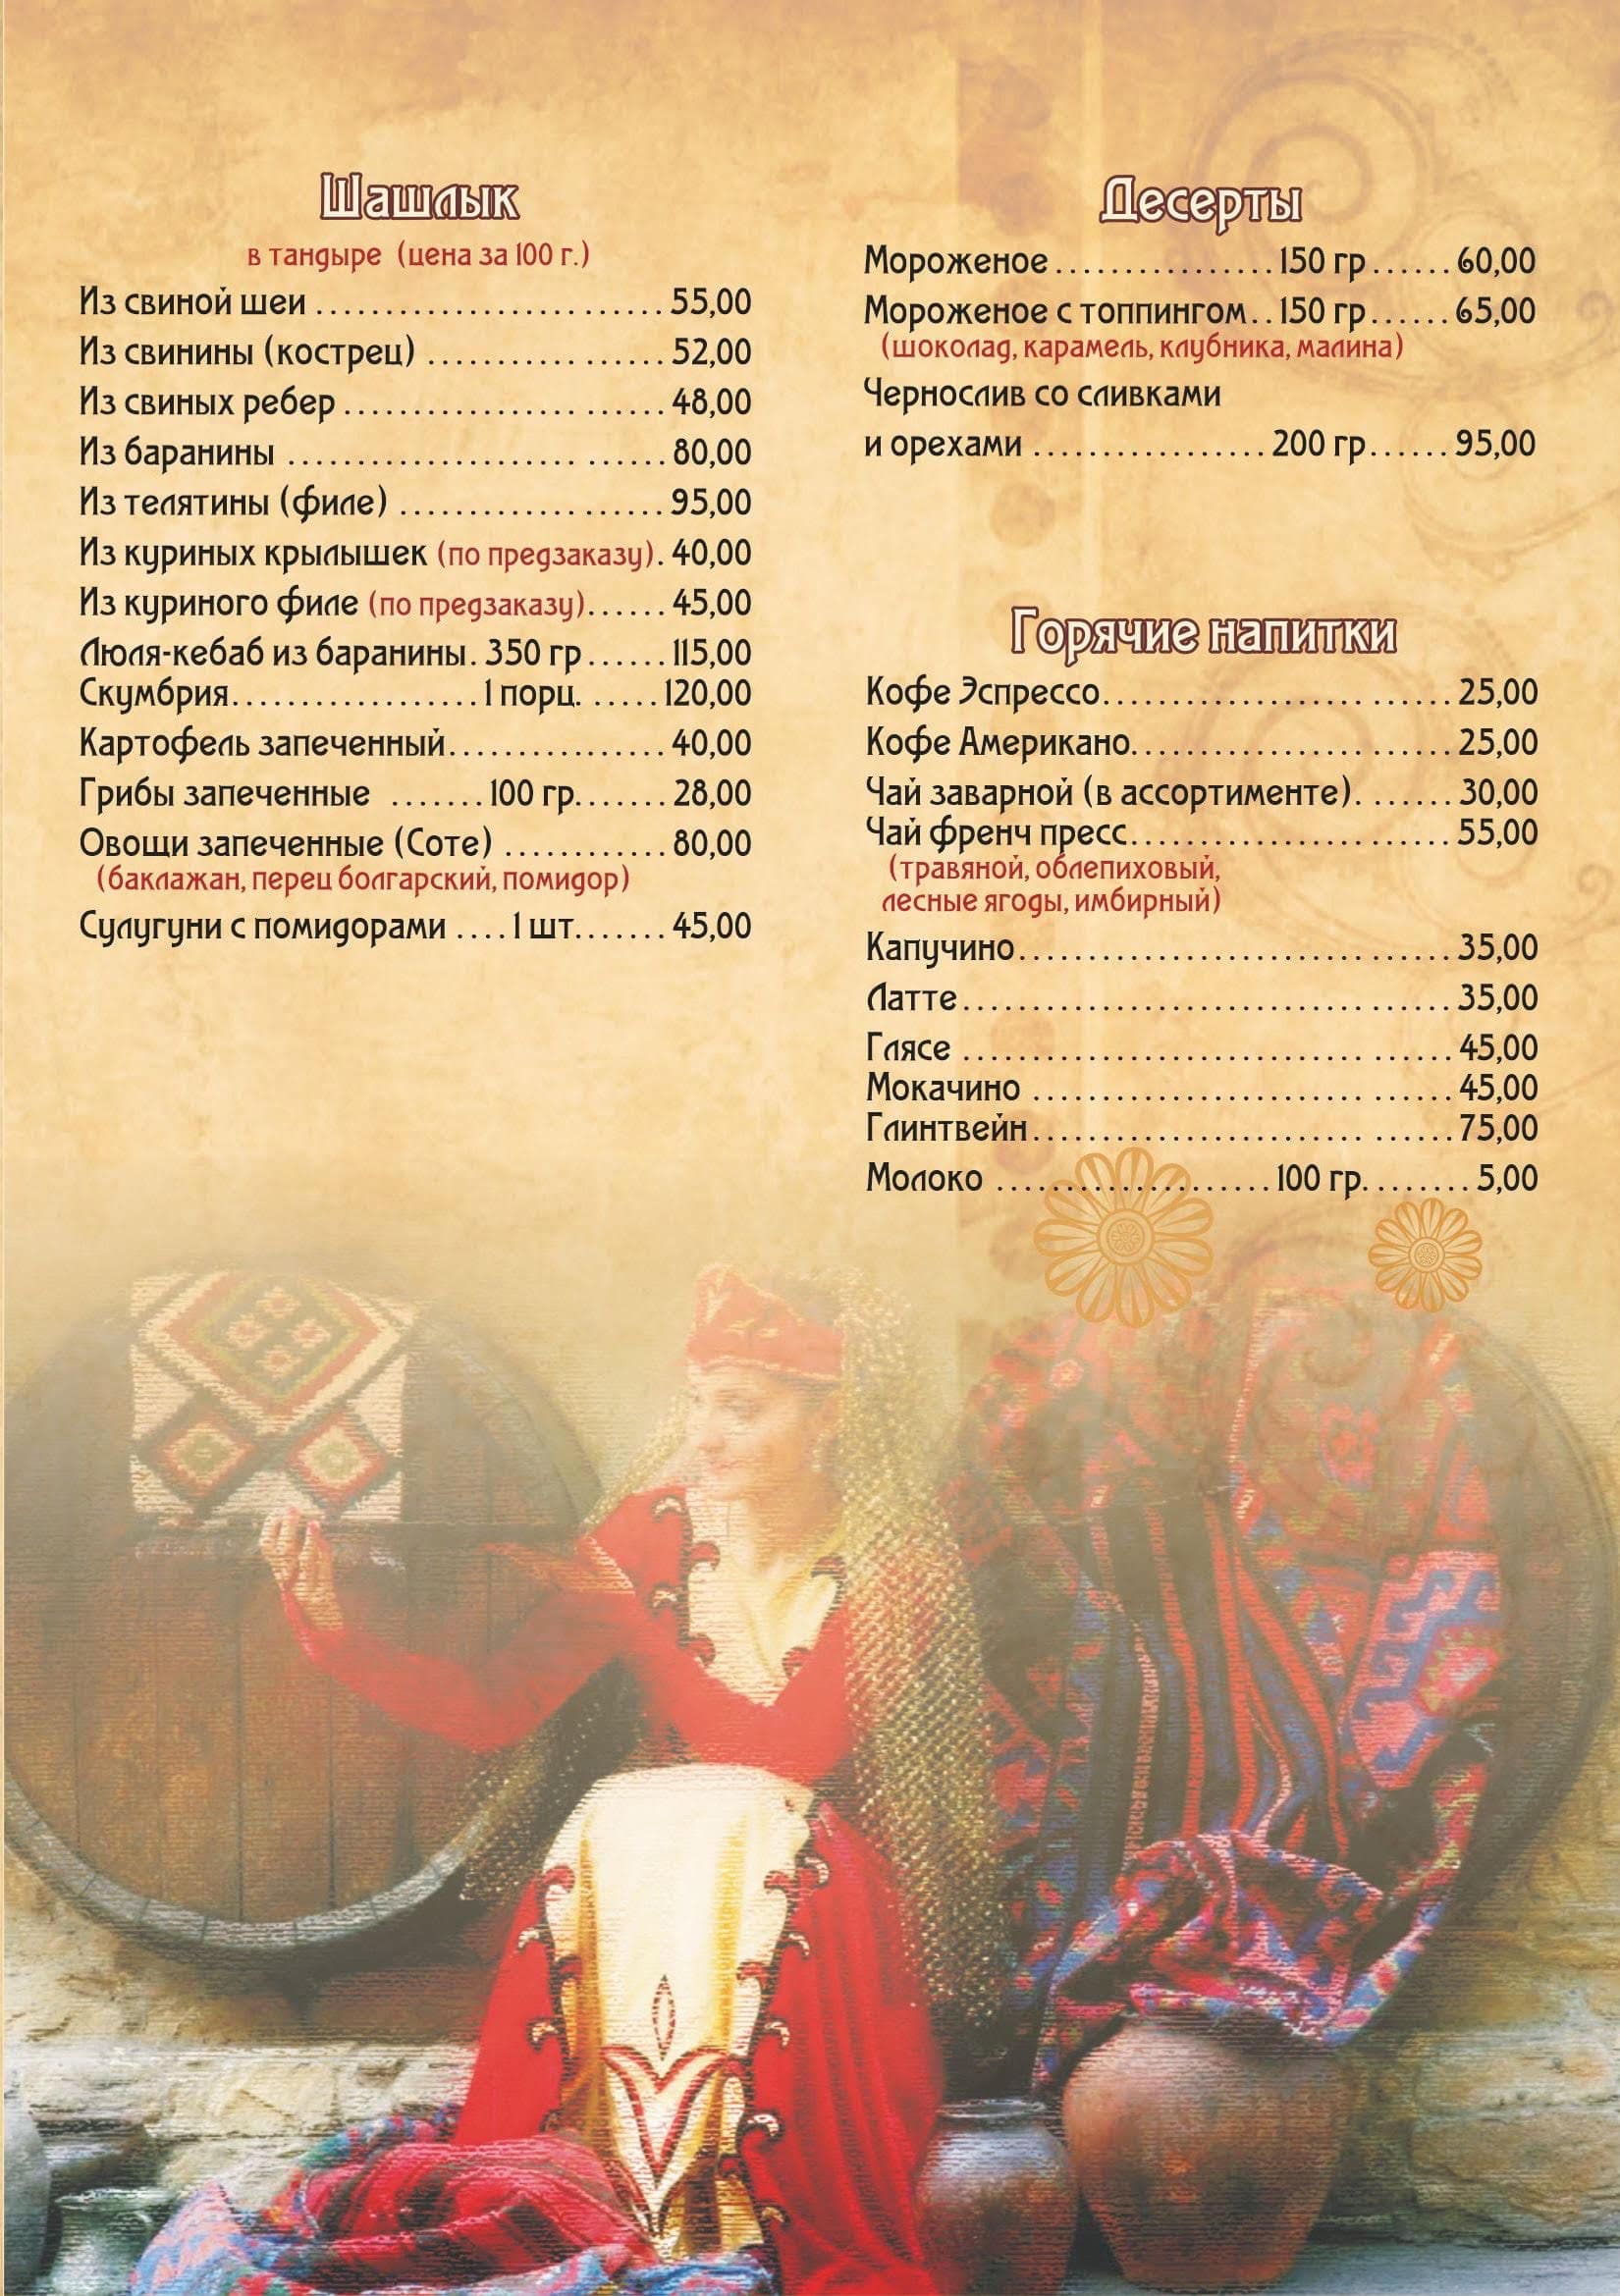 Шашлык
в тандыре (цена за 100 г.)
Из свиной шеи ........................ 55,00
Из свинины (кострец) ................. 52,00
Из свиных ребер ....................... 48,00
Из баранины ........................... 80,00
Из телятины (филе) ................... 95,00
Из куриных крылышек (по предзаказу). 40,00
Из куриного филе (по предзаказу)...... 45,00
Люля-кебаб из баранины. 350 гр ...... 115,00
Скумбрия.................. 1 порц. ..... 120,00
Картофель запеченный................ 40,00
Грибы запеченные ....... 100 гр....... 28,00
Овощи запеченные (Соте) ............ 80,00
(баклажан, перец болгарский, помидор)
Сулугуни с помидорами .... 1 шт....... 45,00
Десерты
Мороженое ................ 150 гр ...... 60,00
Мороженое с топпингом.. 150 гр...... 65,00
(шоколад, карамель, клубника, малина)
Чернослив со сливками
и орехами ................. 200 гр...... 95,00
Горячие напитки
Кофе Эспрессо......................... 25,00
Кофе Американо....................... 25,00
Чай заварной (в ассортименте). ...... 30,00
Чай френч пресс....................... 55,00
(травяной, облепиховый,
лесные ягоды, имбирный)
Капучино............................... 35,00
Латте................................... 35,00
Глясе ................................... 45,00
Мокачино .............................. 45,00
Глинтвейн.............................. 75,00
Молоко .................... 100 гр........ 5,00